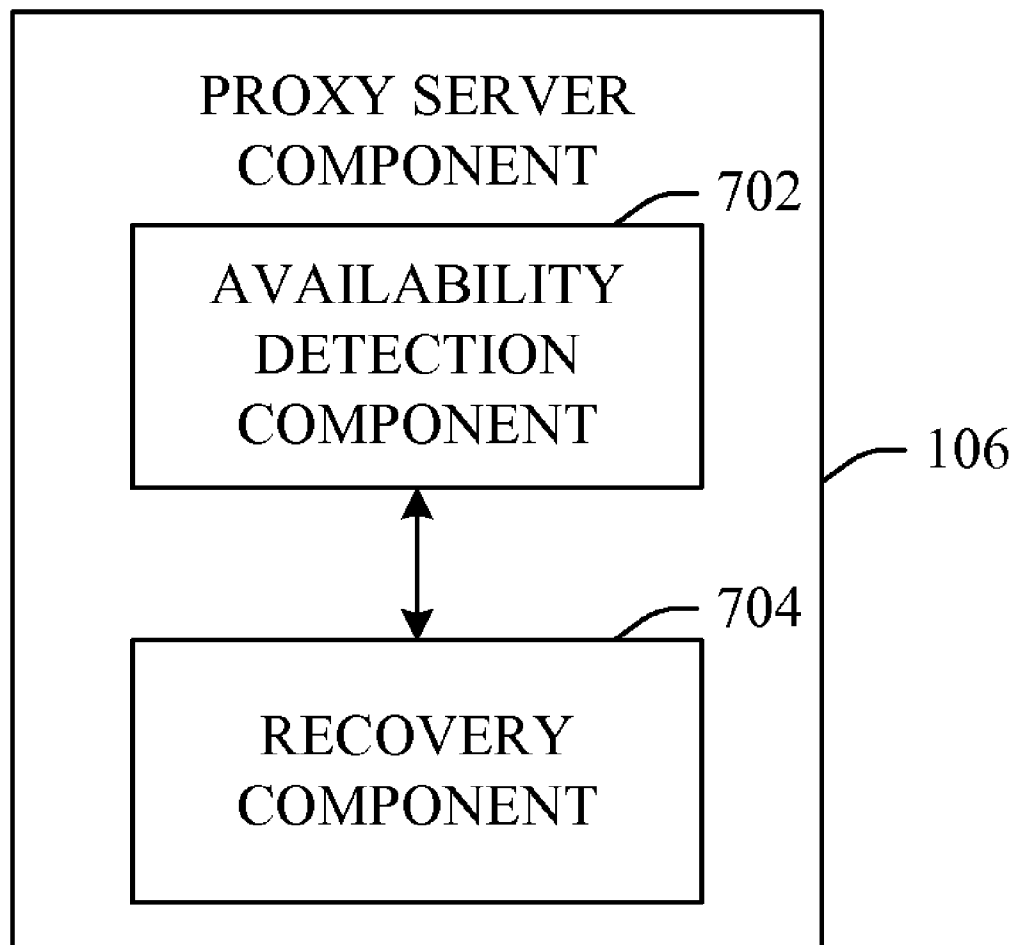 PROXY SERVER
COMPONENT
702
AVAILABILITY
DETECTION
COMPONENT
106
704
RECOVERY
COMPONENT